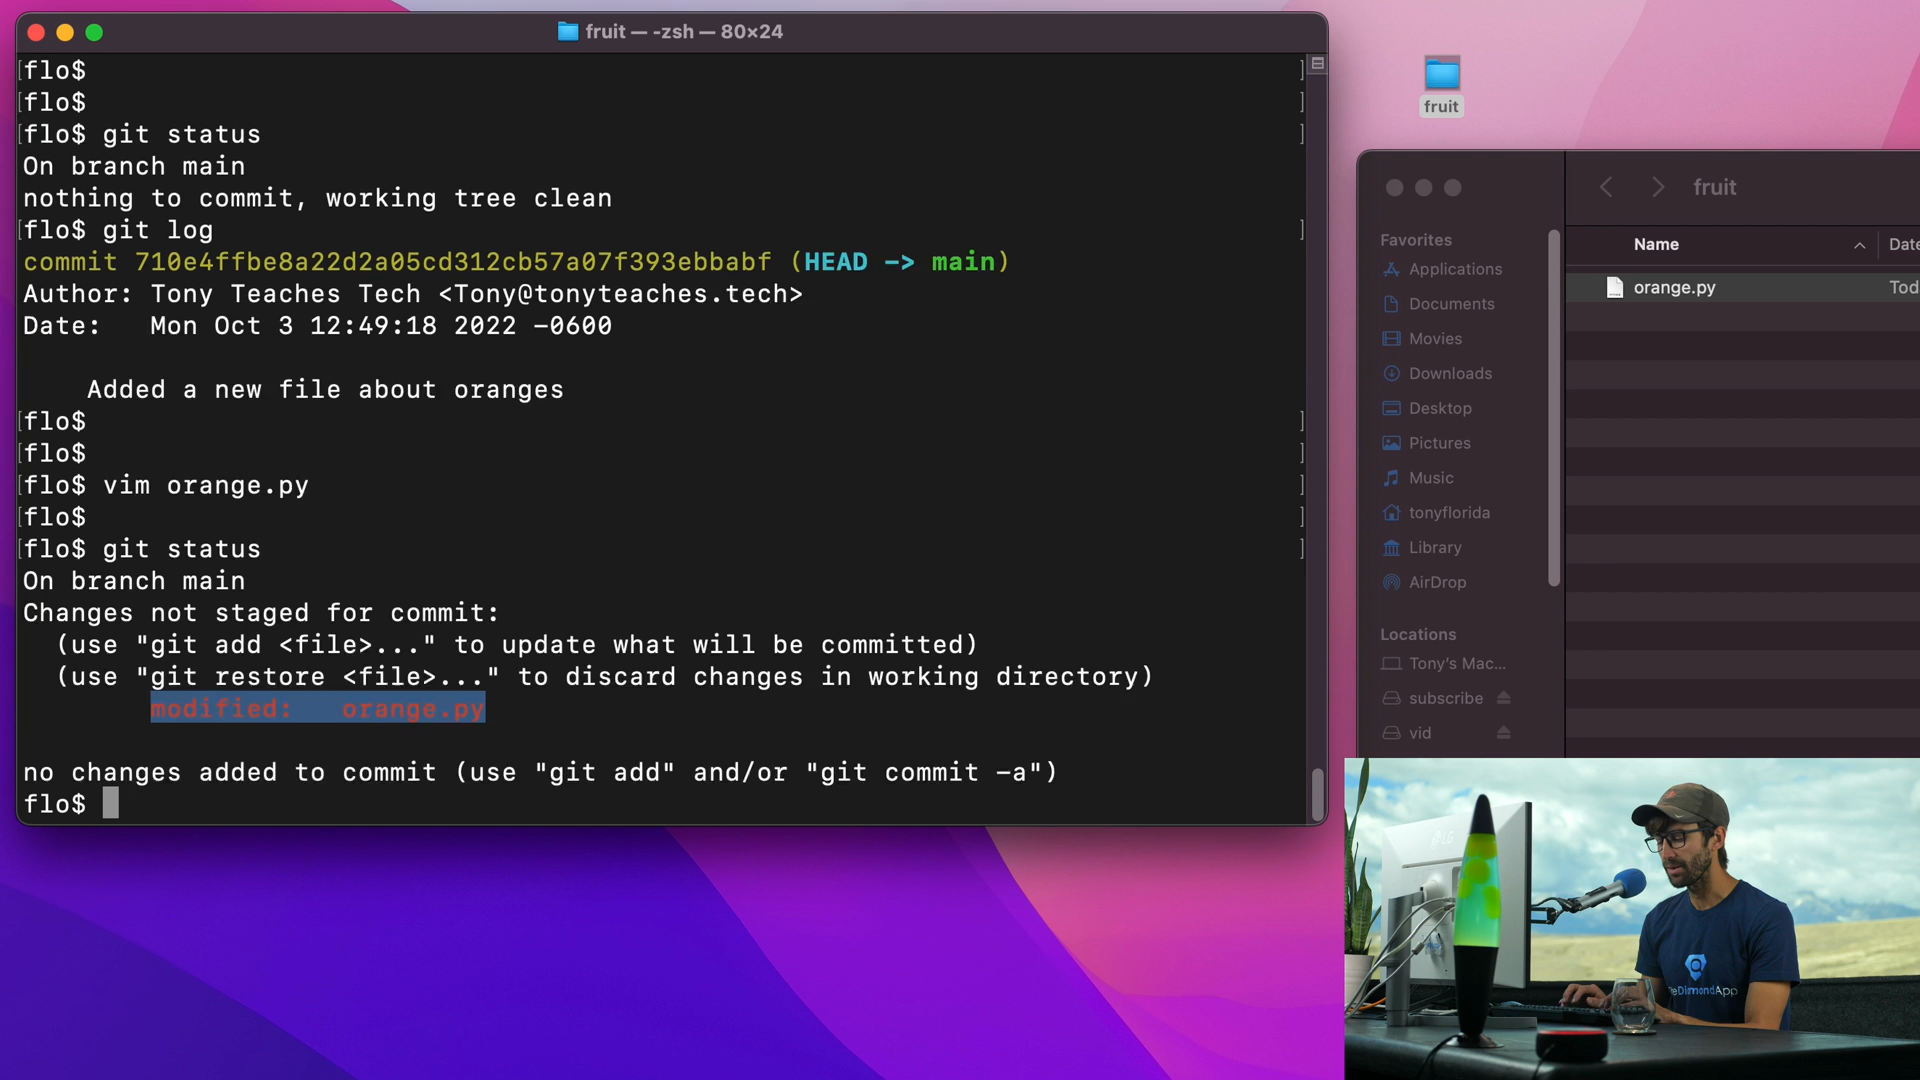 fruit — -zsh — 80×24
flo$
flo$
flo$ git status
On branch main
nothing to commit, working tree clean
flo$ git log
commit 710e4ffbe8a22d2a05cd312cb57a07f393ebbabf (HEAD -> main)
Author: Tony Teaches Tech <Tony@tonyteaches.tech>
Date:   Mon Oct 3 12:49:18 2022 -0600
Added a new file about oranges
flo$
flo$
flo$ vim orange.py
flo$
flo$ git status
On branch main
Changes not staged for commit:
(use "git add <file>..." to update what will be committed)
(use "git restore <file>..." to discard changes in working directory)
modified:   orange.py
no changes added to commit (use "git add" and/or "git commit -a")
flo$
fruit
fruit
Favorites
Applications
Documents
Movies
Downloads
Desktop
Pictures
Music
tonyflorida
Library
AirDrop
Locations
Tony's Mac...
subscribe
vid
Name
Date
orange.py
Tod
LG